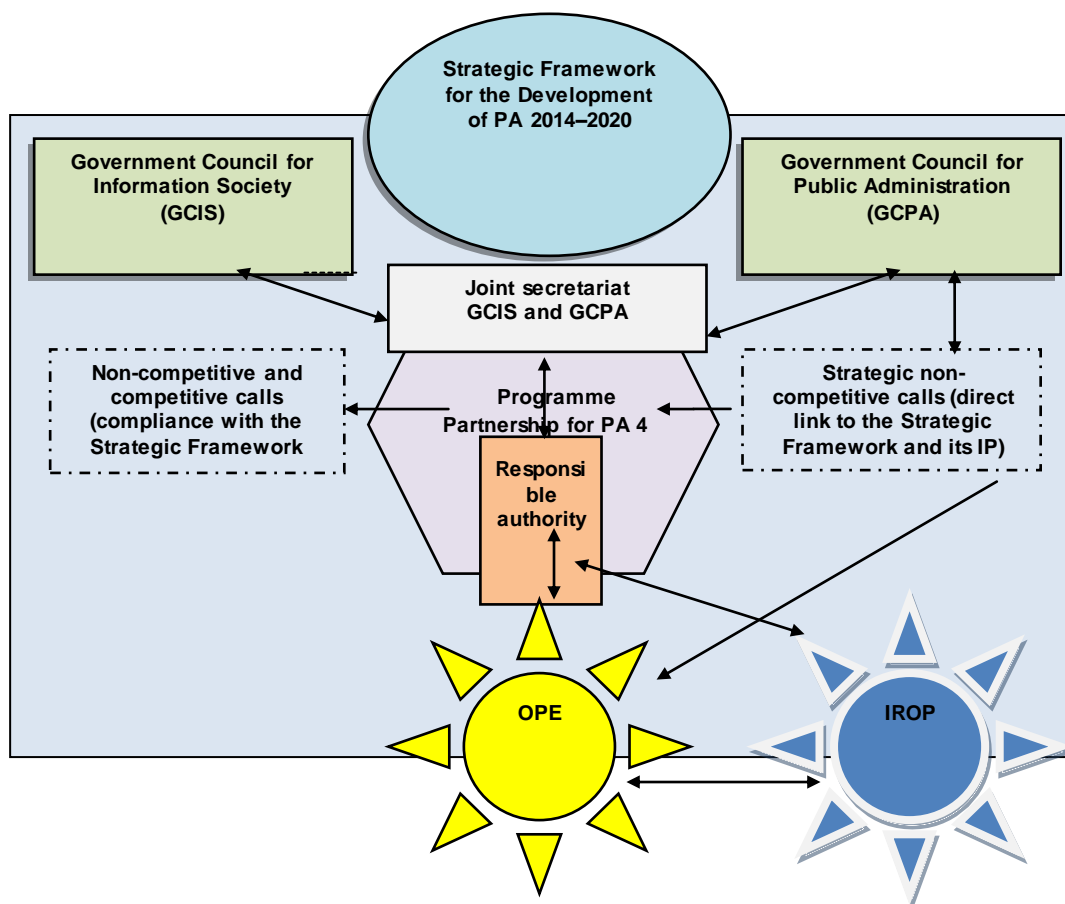 Strategic Framework
for the Development
of PA 2014–2020
Government Council for
Information Society
(GCIS)
Government Council for
Public Administration
(GCPA)
Joint secretariat
GCIS and GCPA
Non-competitive and
competitive calls
(compliance with the
Strategic Framework
Programme
Partnership for PA 4
Strategic non-
competitive calls (direct
link to the Strategic
Framework and its IP)
Responsi
ble
authority
OPE
IROP